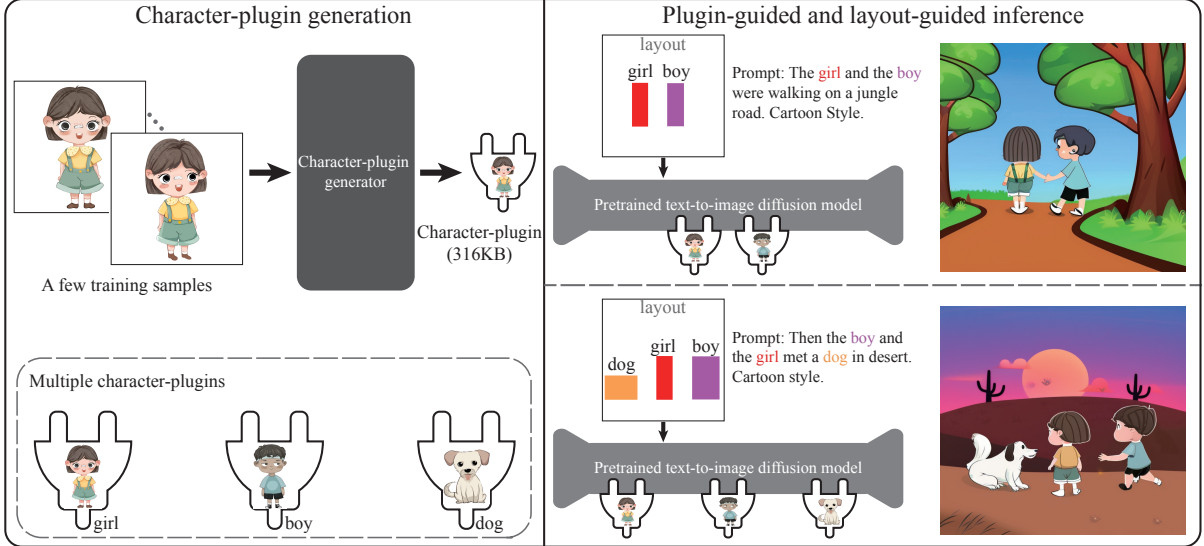 Character-plugin generation
Character-plugin
generator
Character-plugin
(316KB)
A few training samples
Multiple character-plugins
girl
boy
dog
Plugin-guided and layout-guided inference
layout
girl boy
Prompt: The girl and the boy
were walking on a jungle
road. Cartoon Style.
Pretrained text-to-image diffusion model
layout
dog girl boy
Prompt: Then the boy and
the girl met a dog in desert.
Cartoon style.
Pretrained text-to-image diffusion model